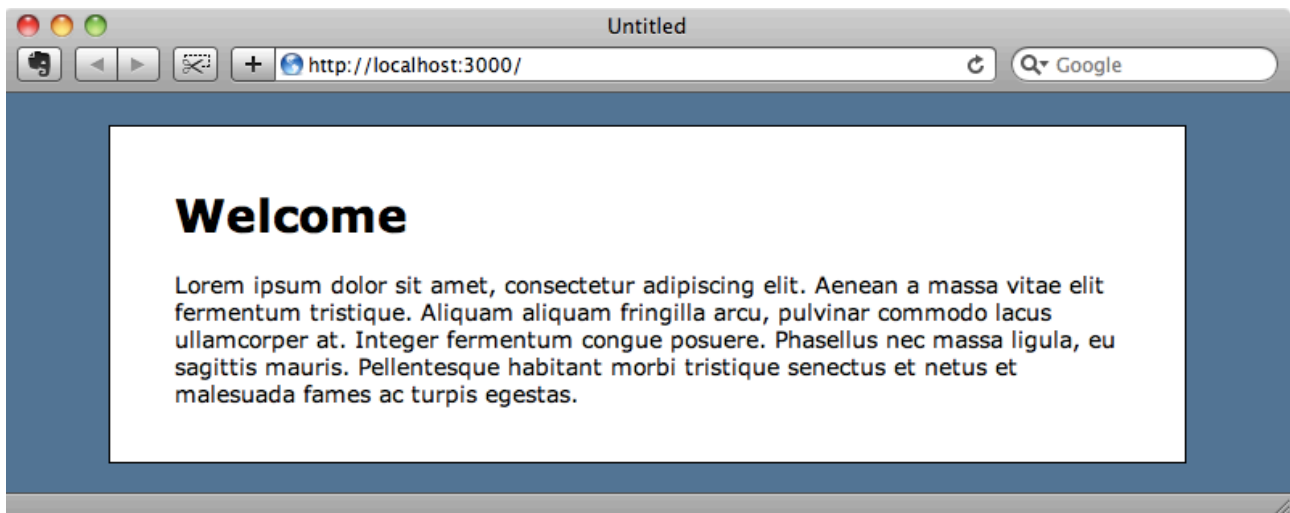 Untitled
http://localhost:3000/
Google
Welcome
Lorem ipsum dolor sit amet, consectetur adipiscing elit. Aenean a massa vitae elit
fermentum tristique. Aliquam aliquam fringilla arcu, pulvinar commodo lacus
ullamcorper at. Integer fermentum congue posuere. Phasellus nec massa ligula, eu
sagittis mauris. Pellentesque habitant morbi tristique senectus et netus et
malesuada fames ac turpis egestas.